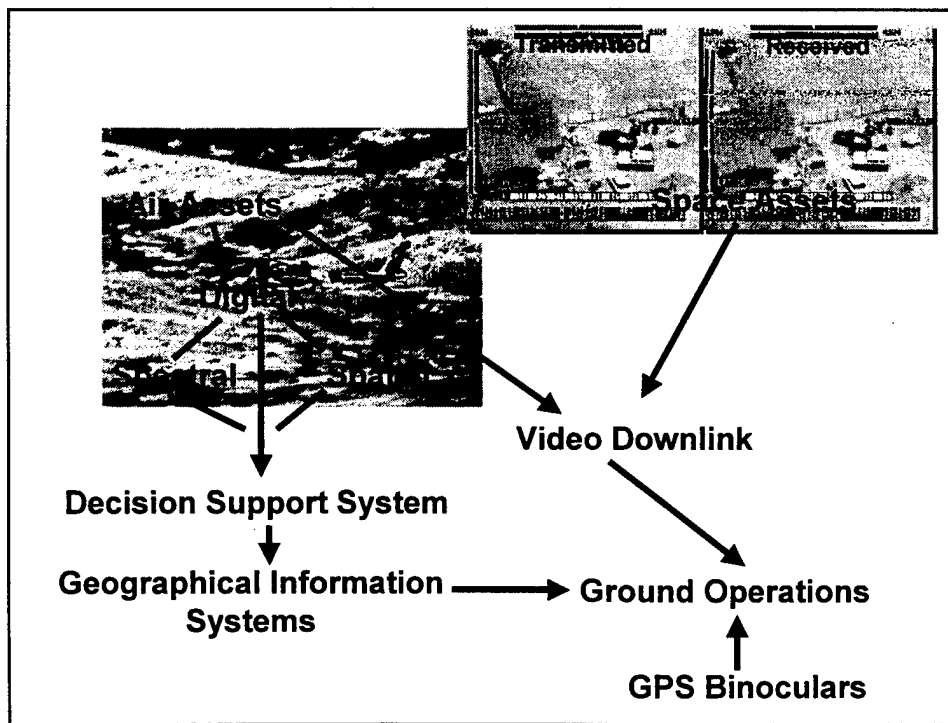 Transmitted
Received
Air Assets
Space Assets
Digital
Spectral
Video Downlink
Decision Support System
Geographical Information
Systems
Ground Operations
GPS Binoculars